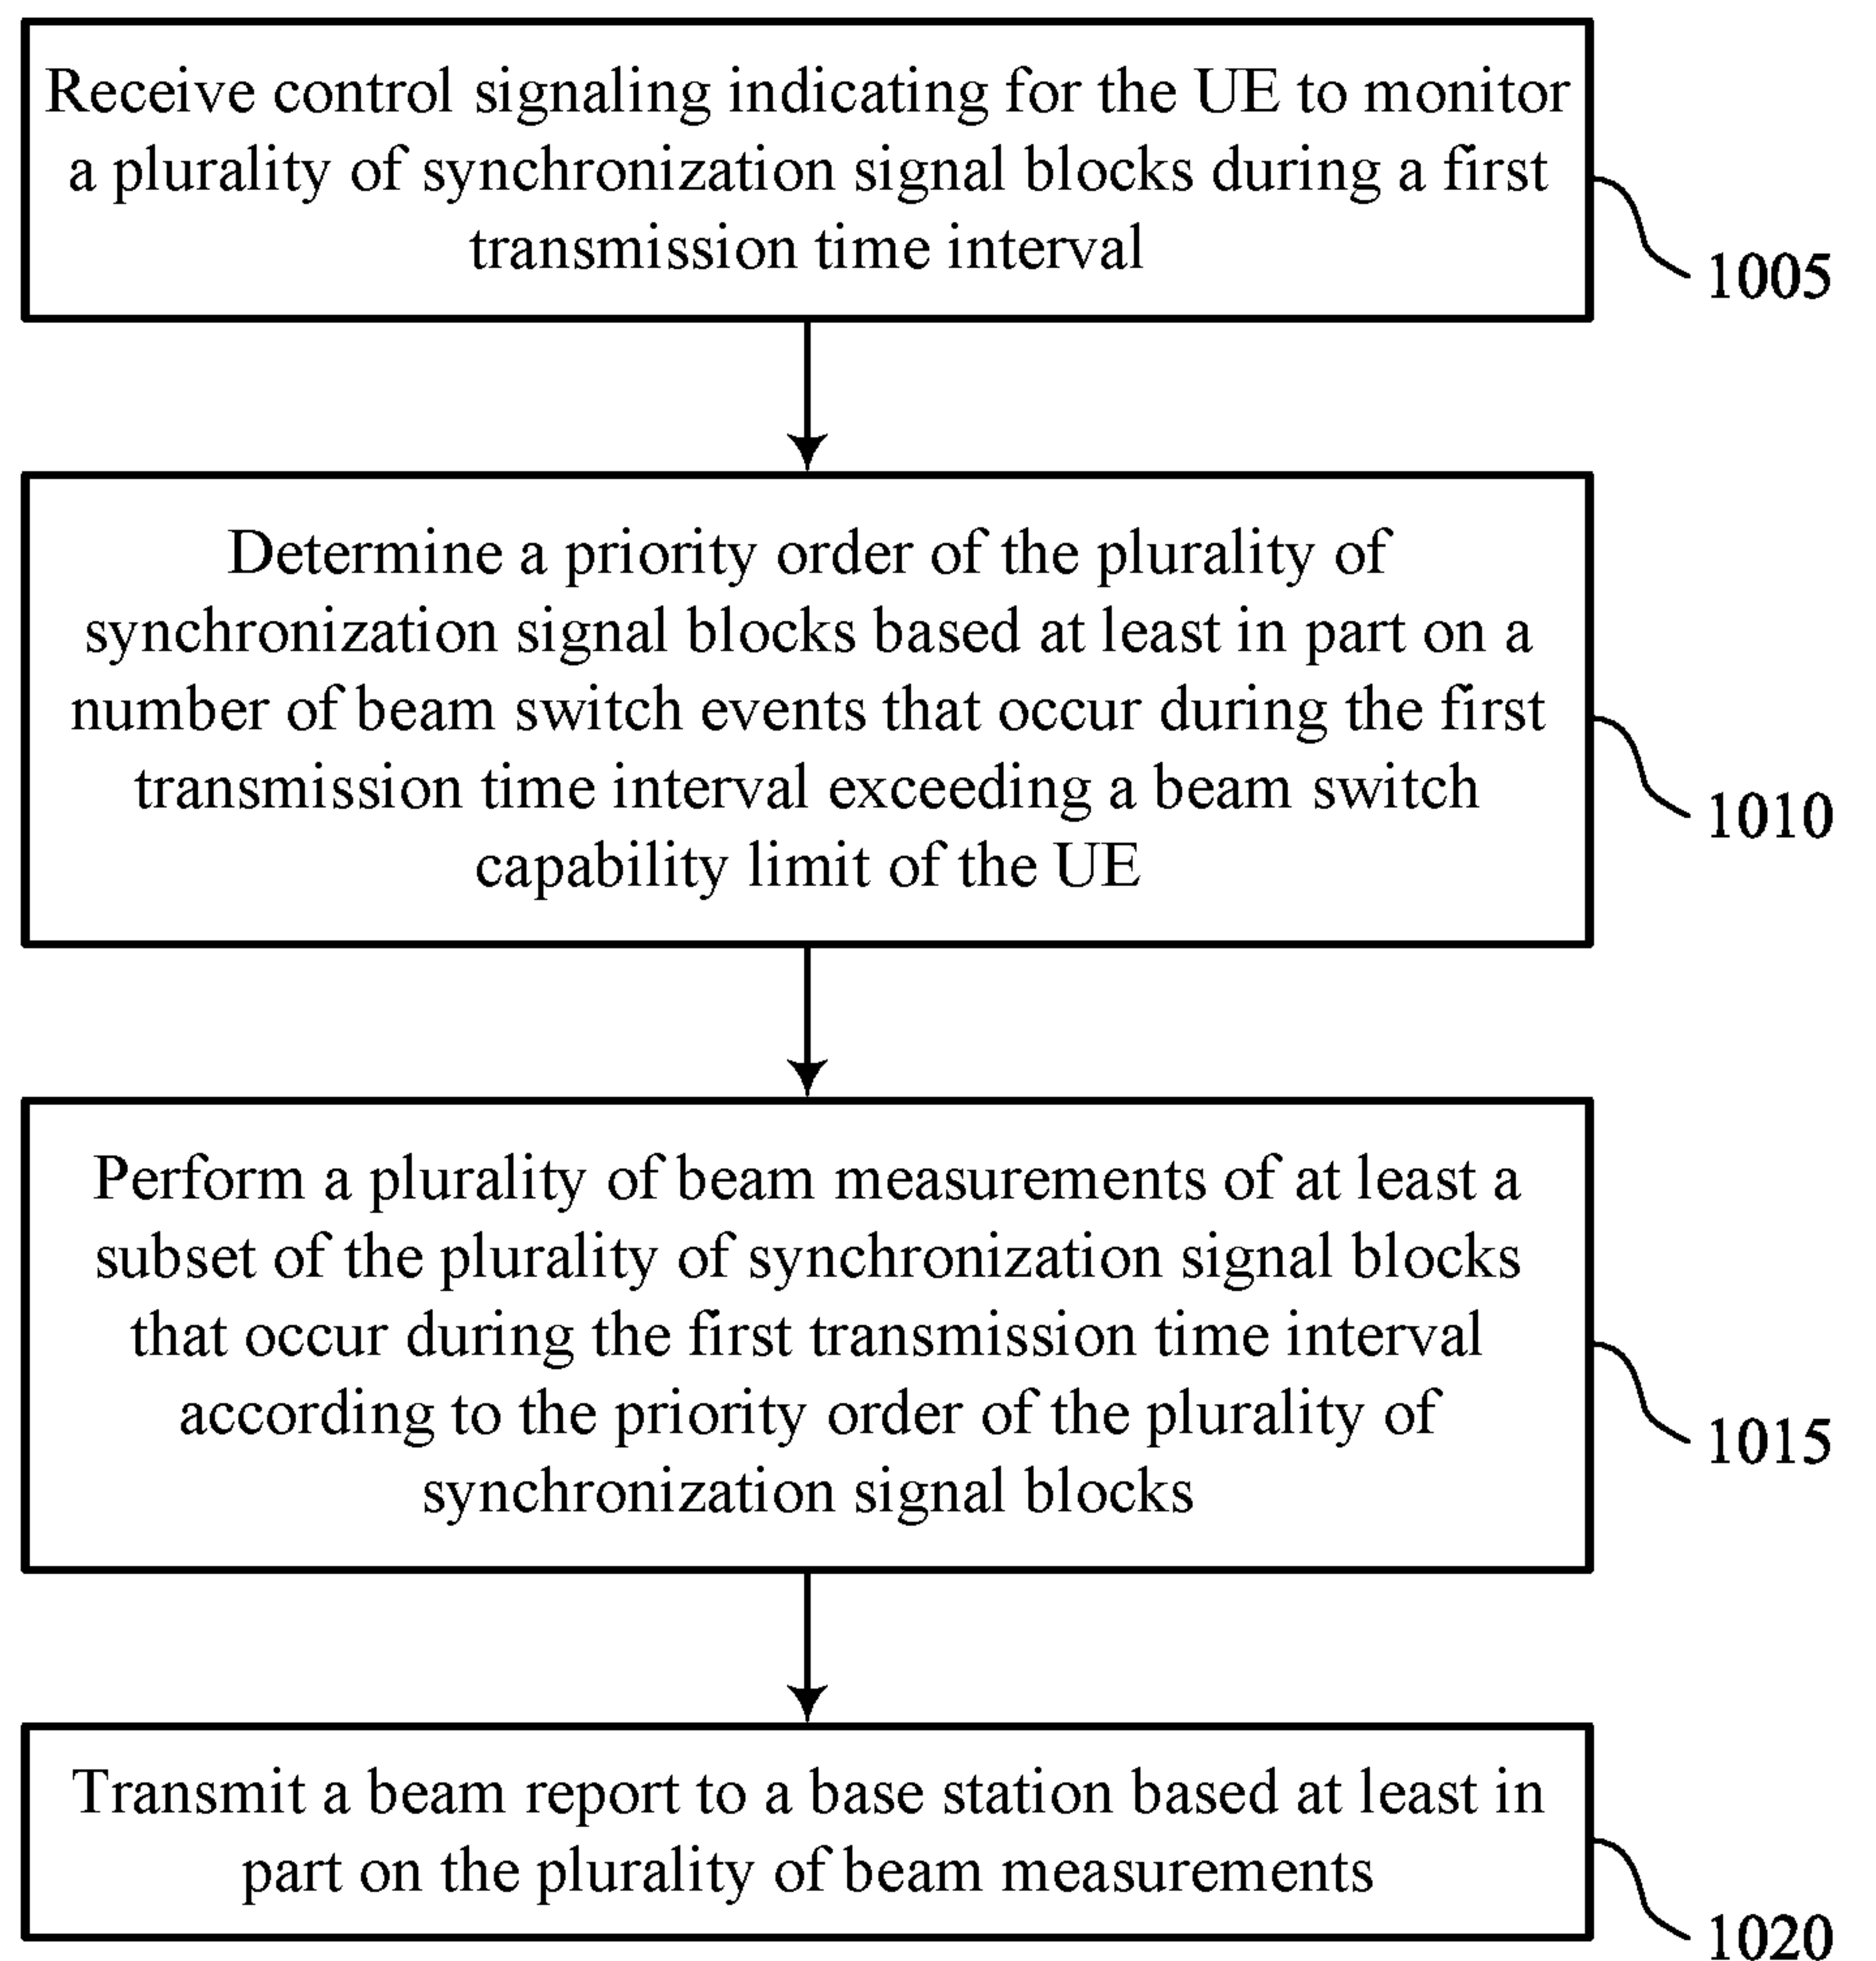 Receive control signaling indicating for the UE to monitor
a plurality of synchronization signal blocks during a first
transmission time interval
1005
Determine a priority order of the plurality of
synchronization signal blocks based at least in part on a
number of beam switch events that occur during the first
transmission time interval exceeding a beam switch
capability limit of the UE
1010
Perform a plurality of beam measurements of at least a
subset of the plurality of synchronization signal blocks
that occur during the first transmission time interval
according to the priority order of the plurality of
synchronization signal blocks
1015
Transmit a beam report to a base station based at least in
part on the plurality of beam measurements
1020